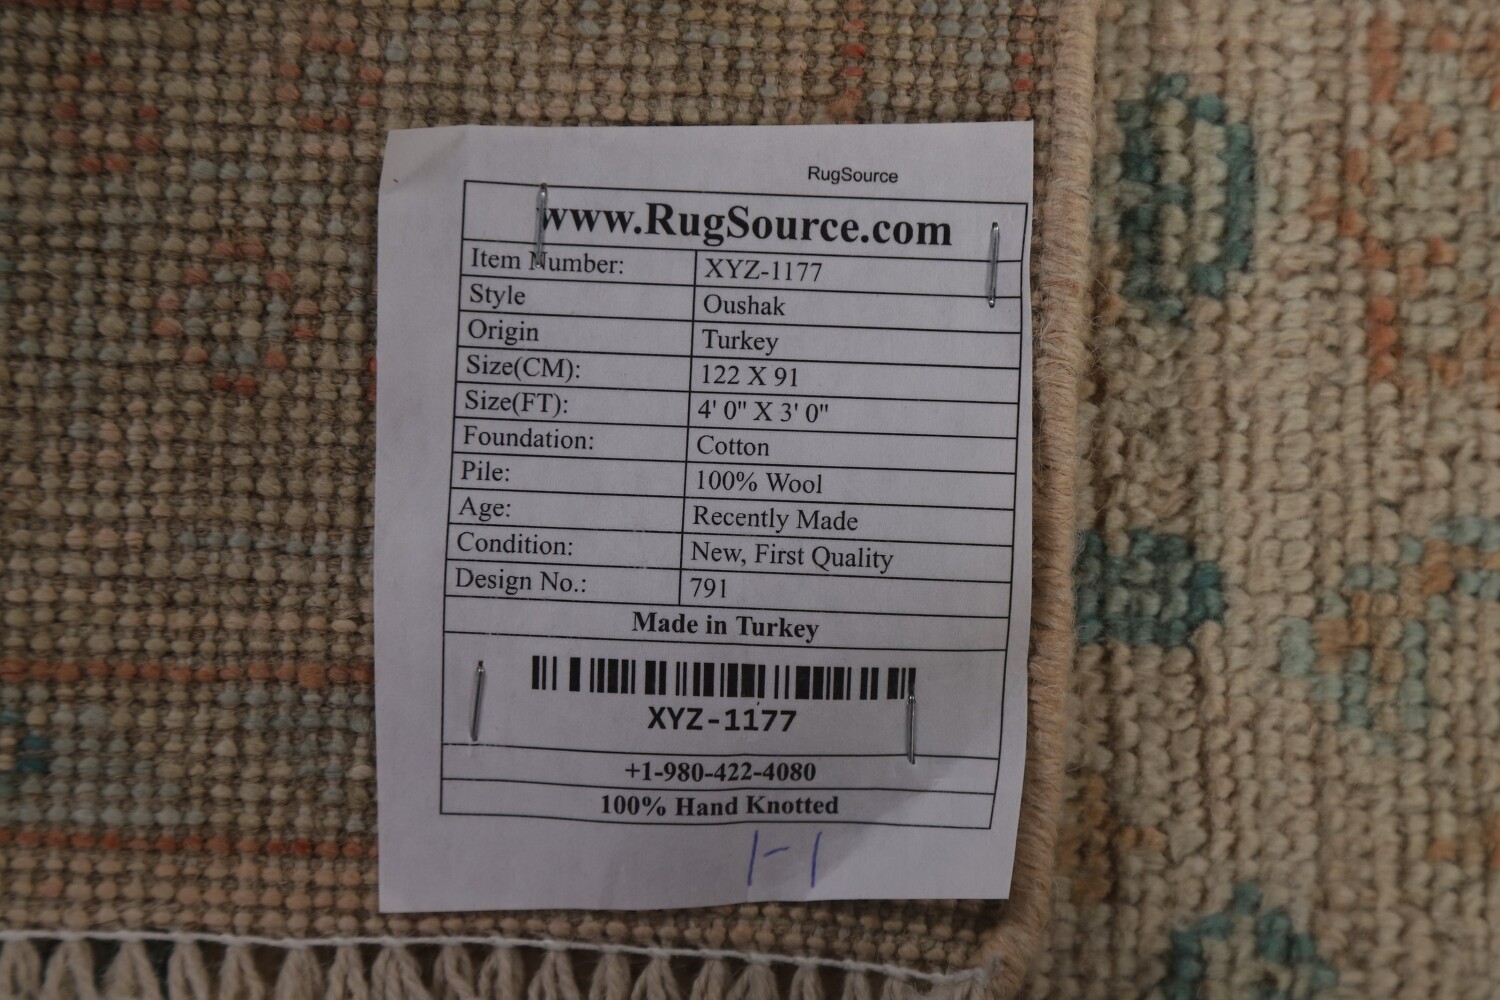 RugSource
www.RugSource.com
Item Number: XYZ-1177
Style Oushak
Origin Turkey
Size(CM): 122 X 91
Size(FT): 4' 0" X 3' 0"
Foundation: Cotton
Pile: 100% Wool
Age: Recently Made
Condition: New, First Quality
Design No.: 791
Made in Turkey
XYZ-1177
+1-980-422-4080
100% Hand Knotted
1-1